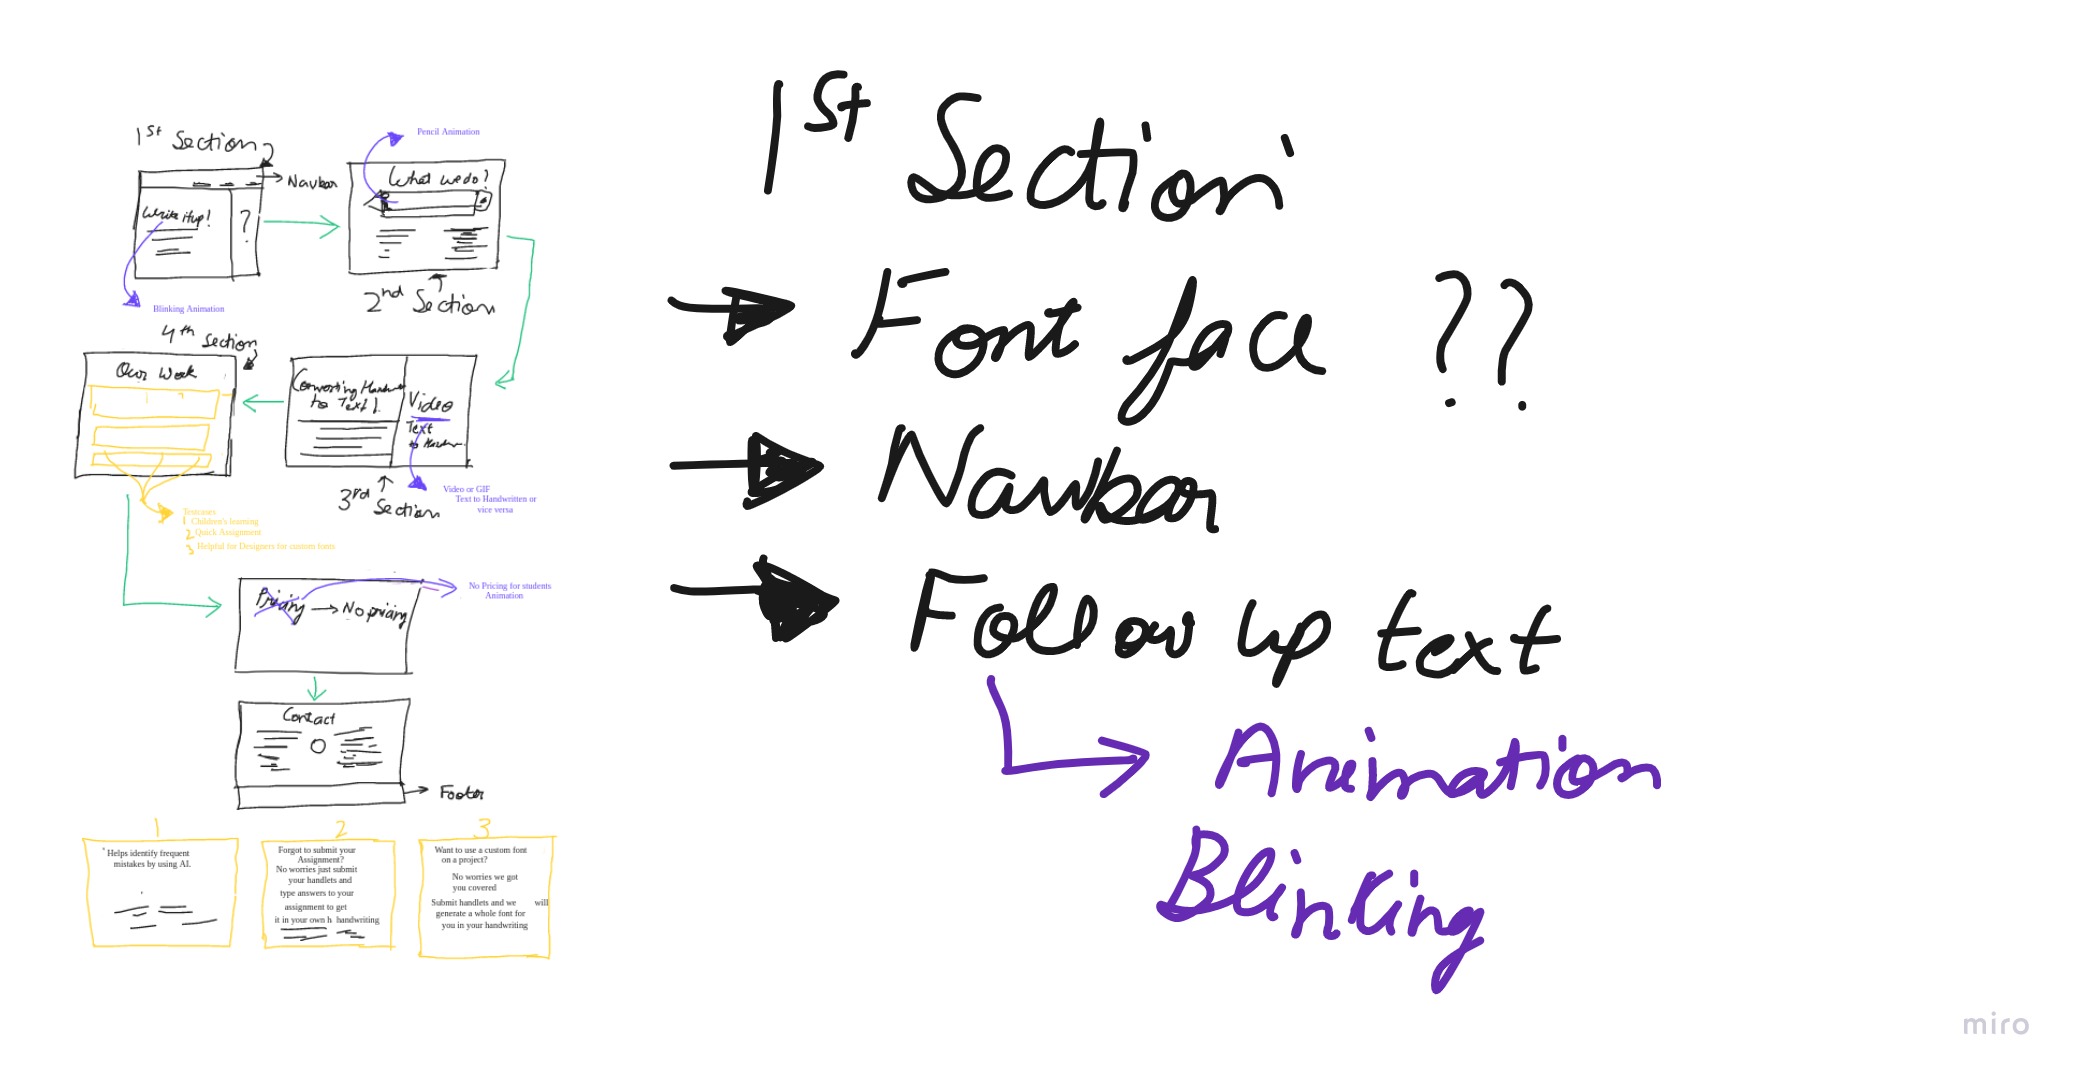 1st Section
Navbar
Write it up!
?
Blinking Animation
Pencil Animation
What we do?
2nd Section
4th Section
Our Work
Converting Handwr
to Text!
Video
Text
to
3rd Section
Video or GIF
Text to Handwritten or
vice versa
Testcases
1 Children's learning
2 Quick Assignment
3 Helpful for Designers for custom fonts
Pricing → No pricing
No Pricing for students
Animation
Contact
Footer
1
Helps identify frequent
mistakes by using AI.
2
Forgot to submit your
Assignment?
No worries just submit
your handlets and
type answers to your
assignment to get
it in your own h handwriting
3
Want to use a custom font
on a project?
No worries we got
you covered
Submit handlets and we will
generate a whole font for
you in your handwriting
1st Section
Font face ??
Navbar
Follow up text
Animation
Blinking
miro